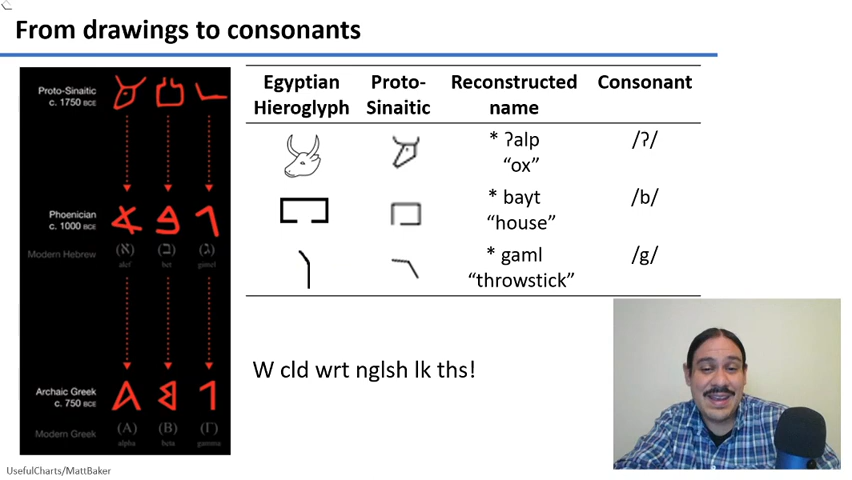 From drawings to consonants
Proto-Sinaitic
c. 1750 BCE
Phoenician
c. 1000 BCE
Modern Hebrew
(א)
(ב)
(ג)
alef
bet
gimel
Archaic Greek
c. 750 BCE
Modern Greek
(Α)
(Β)
(Γ)
alpha
beta
gamma
Egyptian Hieroglyph
Proto-Sinaitic
Reconstructed name
Consonant
* ʔalp
“ox”
/ʔ/
* bayt
“house”
/b/
* gaml
“throwstick”
/g/
W cld wrt nglsh lk ths!
UsefulCharts/MattBaker